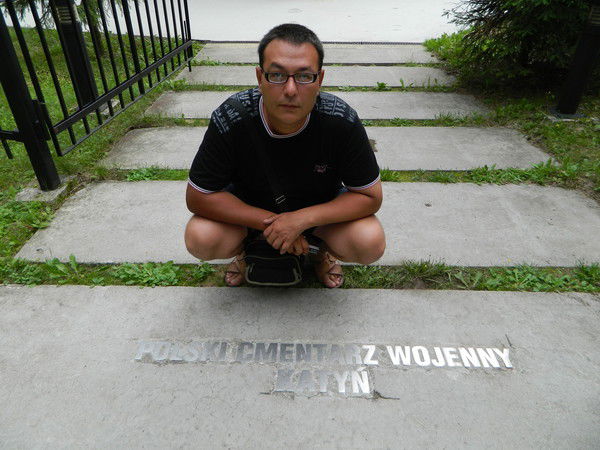 POLSKI CMENTARZ WOJENNY
KATYŃ